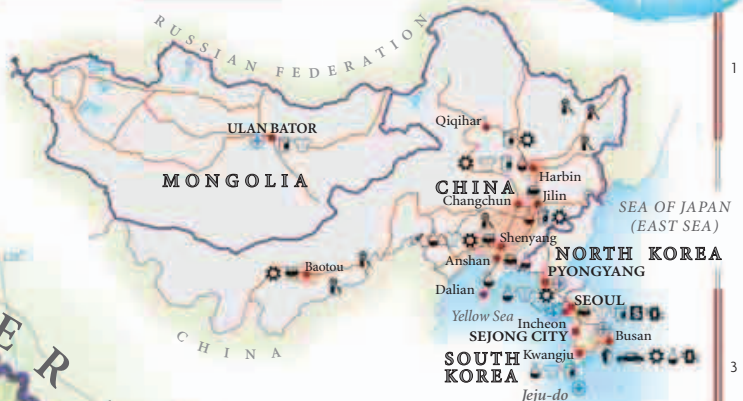 RUSSIAN FEDERATION
1
Qiqihar
ULAN BATOR
MONGOLIA
Harbin
CHINA
Jilin
Changchun
SEA OF JAPAN
(EAST SEA)
Shenyang
NORTH KOREA
Anshan
PYONGYANG
Baotou
Dalian
SEOUL
Yellow Sea
Incheon
SEJONG CITY
Busan
CHINA
SOUTH
KOREA
Kwangju
3
Jeju-do
E R